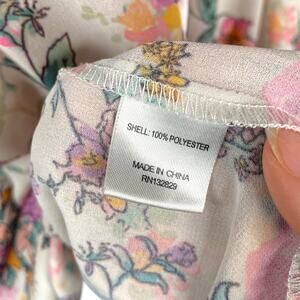 SHELL: 100% POLYESTER
MADE IN CHINA
RN132829